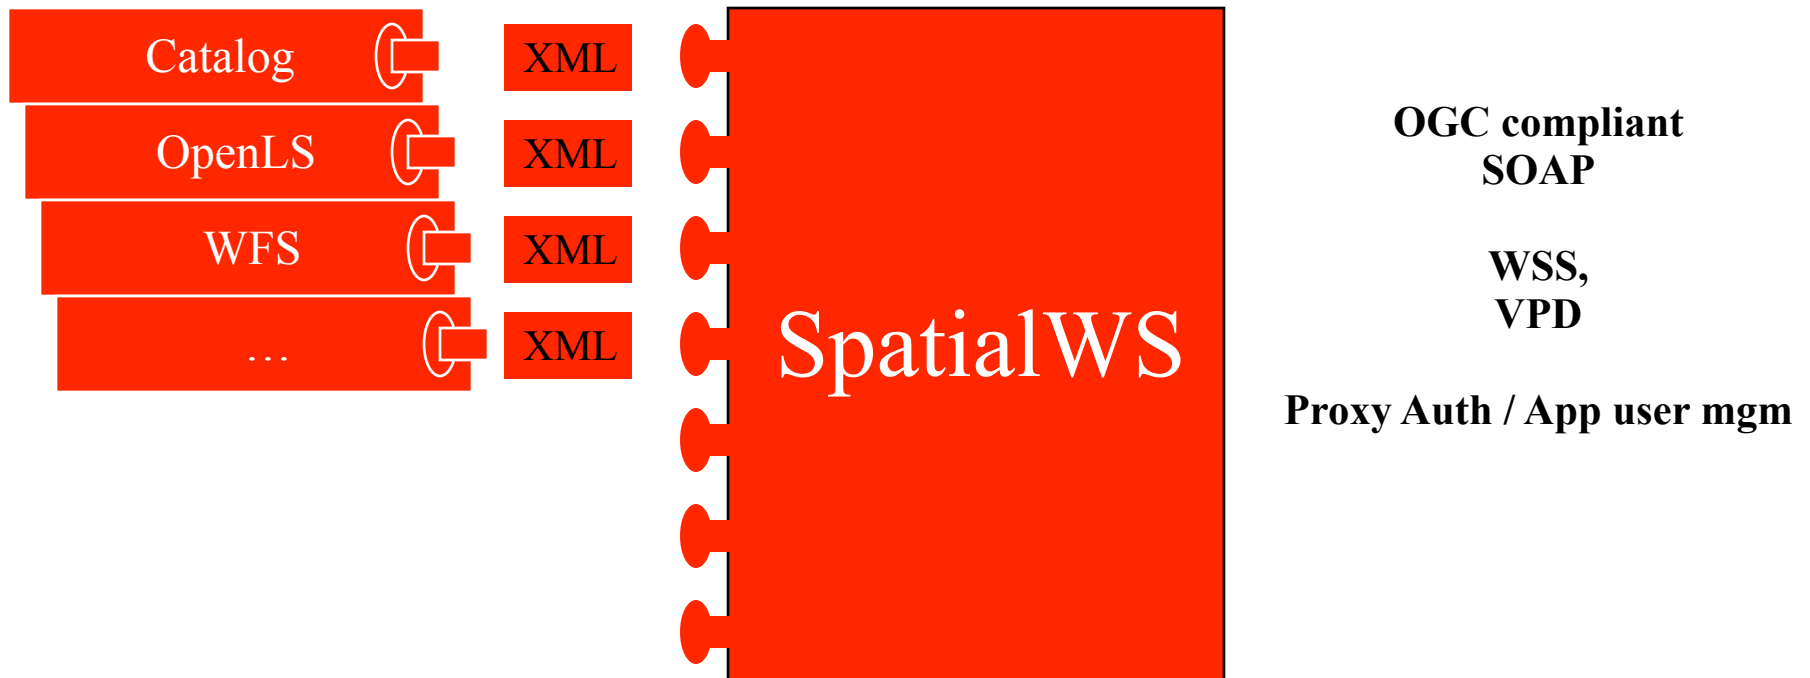 Catalog
XML
OpenLS
XML
WFS
XML
…
XML
SpatialWS
OGC compliant
SOAP
WSS,
VPD
Proxy Auth / App user mgm